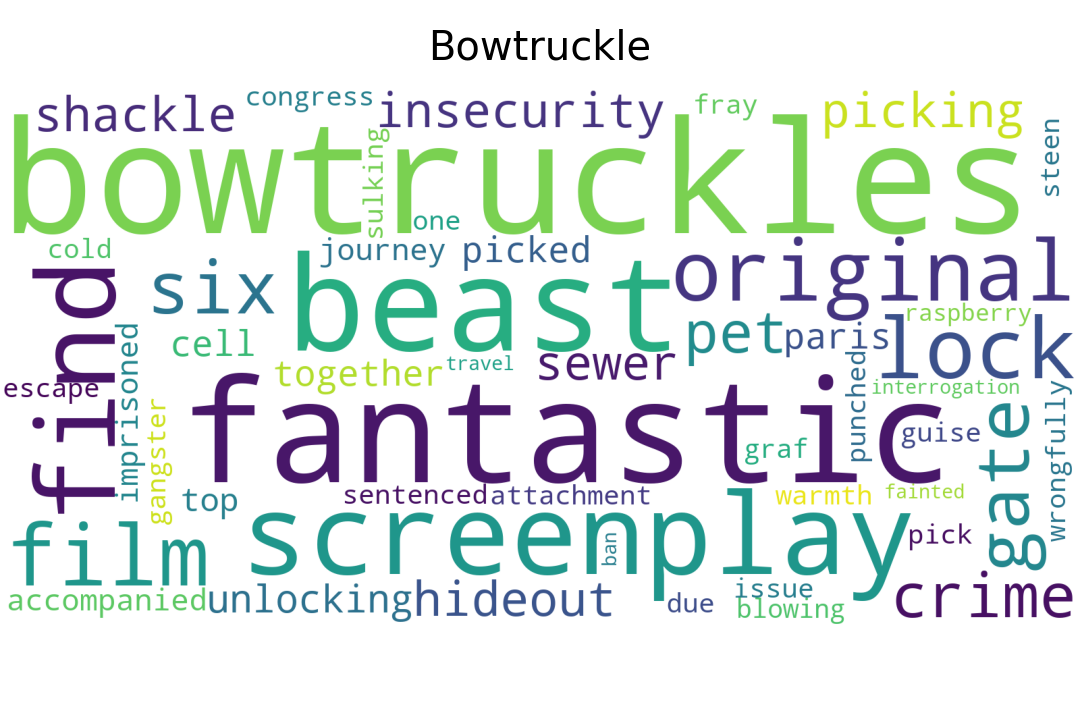 Bowtruckle
congress
shackle
insecurity
fray
picking
bowtruckles
sulking
steen
one
cold
journey
picked
original
find
six
beast
raspberry
pet
paris
lock
cell
imprisoned
together
travel
sewer
punched
interrogation
escape
fantastic
gangster
guise
wrongfully
graf
gate
top
sentenced
attachment
warmth
fainted
film
screenplay
ban
pick
accompanied
unlocking
hideout
due
issue
blowing
crime